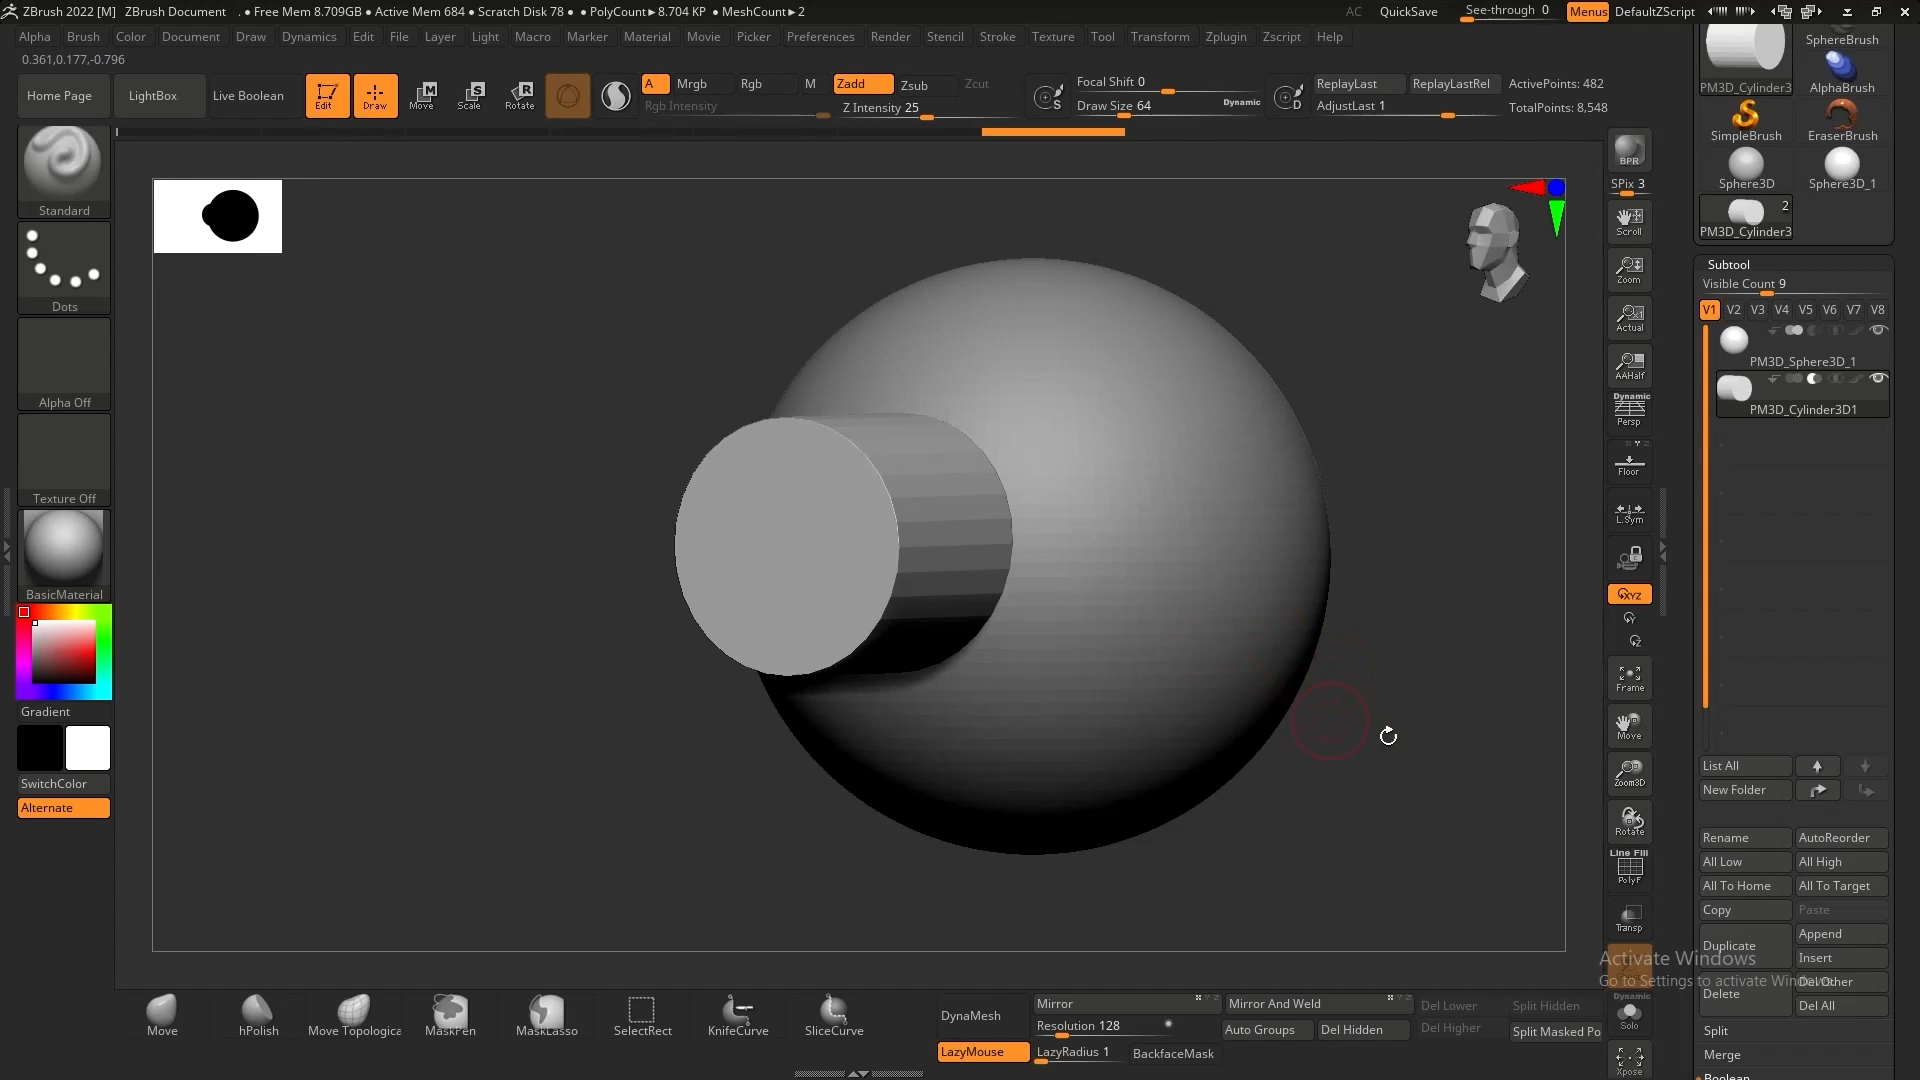 ZBrush 2022 [M] ZBrush Document . • Free Mem 8.709GB • Active Mem 684 • Scratch Disk 78 • • PolyCount▸8.704 KP • MeshCount▸2 AC QuickSave See-through 0 Menus DefaultZScript
Alpha Brush Color Document Draw Dynamics Edit File Layer Light Macro Marker Material Movie Picker Preferences Render Stencil Stroke Texture Tool Transform Zplugin Zscript Help
0.361,0.177,-0.796
Home Page LightBox Live Boolean Edit Draw Move Scale Rotate
A Mrgb Rgb M Zadd Zsub Zcut
Rgb Intensity Z Intensity 25
Focal Shift 0
Draw Size 64 Dynamic
ReplayLast ReplayLastRel ActivePoints: 482
AdjustLast 1 TotalPoints: 8,548
Standard
Dots
Alpha Off
Texture Off
BasicMaterial
Gradient
SwitchColor
Alternate
BPR
SPix 3
Scroll
Zoom
Actual
AAHalf
Dynamic
Persp
Floor
L.Sym
XYZ
Frame
Move
Zoom3D
Rotate
Line Fill
PolyF
Transp
Dynamic
Solo
Xpose
SphereBrush
PM3D_Cylinder3
AlphaBrush
SimpleBrush EraserBrush
Sphere3D Sphere3D_1
2
PM3D_Cylinder3
Subtool
Visible Count 9
V1 V2 V3 V4 V5 V6 V7 V8
PM3D_Sphere3D_1
PM3D_Cylinder3D1
List All
New Folder
Rename AutoReorder
All Low All High
All To Home All To Target
Copy Paste
Duplicate Append
Insert
Delete Del Other
Del All
Split
Merge
Boolean
Activate Windows
Go to Settings to activate Windows.
Move hPolish Move Topologica MaskPen MaskLasso SelectRect KnifeCurve SliceCurve
DynaMesh Mirror Mirror And Weld Del Lower Split Hidden
Resolution 128 Auto Groups Del Hidden Del Higher Split Masked Po
LazyMouse LazyRadius 1 BackfaceMask